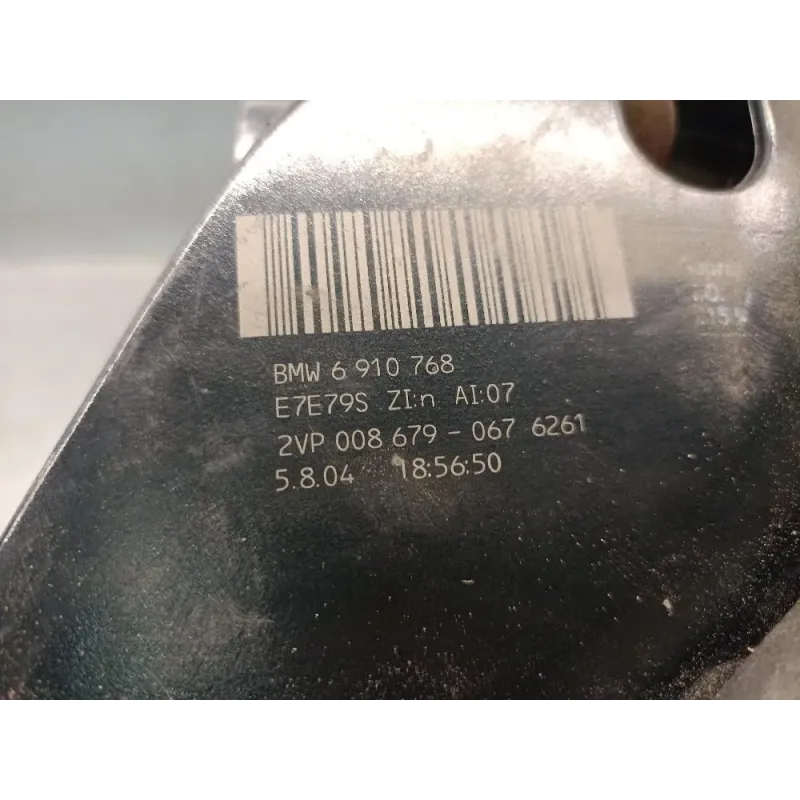 BMW 6 910 768
E7E79S ZI:n AI:07
2VP 008 679 - 067 6261
5.8.04 18:56:50